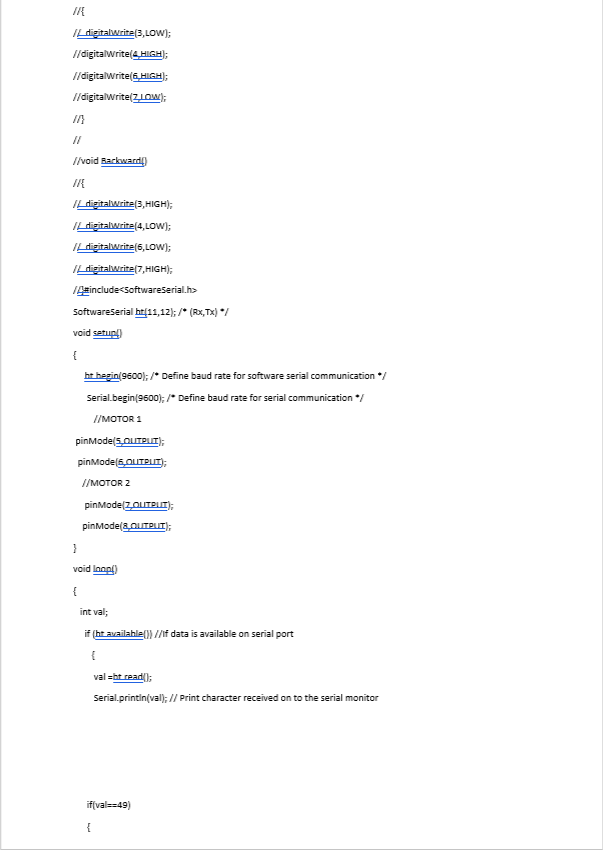 //{
// digitalWrite(3,LOW);
//digitalWrite(4,HIGH);
//digitalWrite(6,HIGH);
//digitalWrite(7,LOW);
//}
//
//void Backward()
//{
// digitalWrite(3,HIGH);
// digitalWrite(4,LOW);
// digitalWrite(6,LOW);
// digitalWrite(7,HIGH);
//}#include<SoftwareSerial.h>
SoftwareSerial bt(11,12); /* (Rx,Tx) */
void setup()
{
bt.begin(9600); /* Define baud rate for software serial communication */
Serial.begin(9600); /* Define baud rate for serial communication */
//MOTOR 1
pinMode(5,OUTPUT);
pinMode(6,OUTPUT);
//MOTOR 2
pinMode(7,OUTPUT);
pinMode(8,OUTPUT);
}
void loop()
{
int val;
if (bt.available()) //If data is available on serial port
{
val =bt.read();
Serial.println(val); // Print character received on to the serial monitor
if(val==49)
{